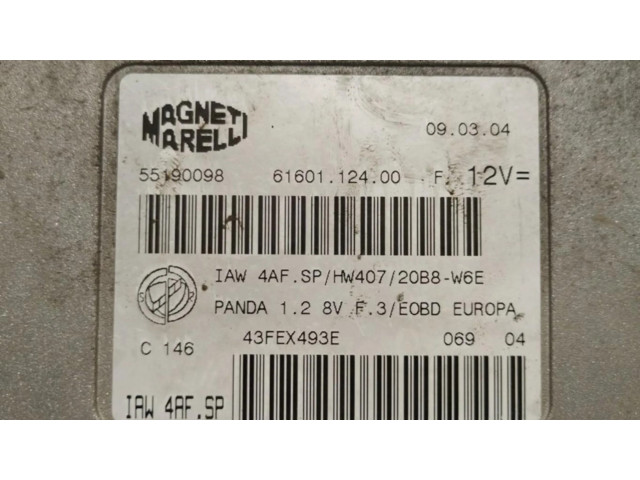 MAGNETI
MARELLI
09.03.04
55190098 61601.124.00 F. 12V=
IAW 4AF.SP/HW407/20B8-W6E
PANDA 1.2 8V F.3/EOBD EUROPA
C 146 43FEX493E 069 04
IAW 4AF.SP